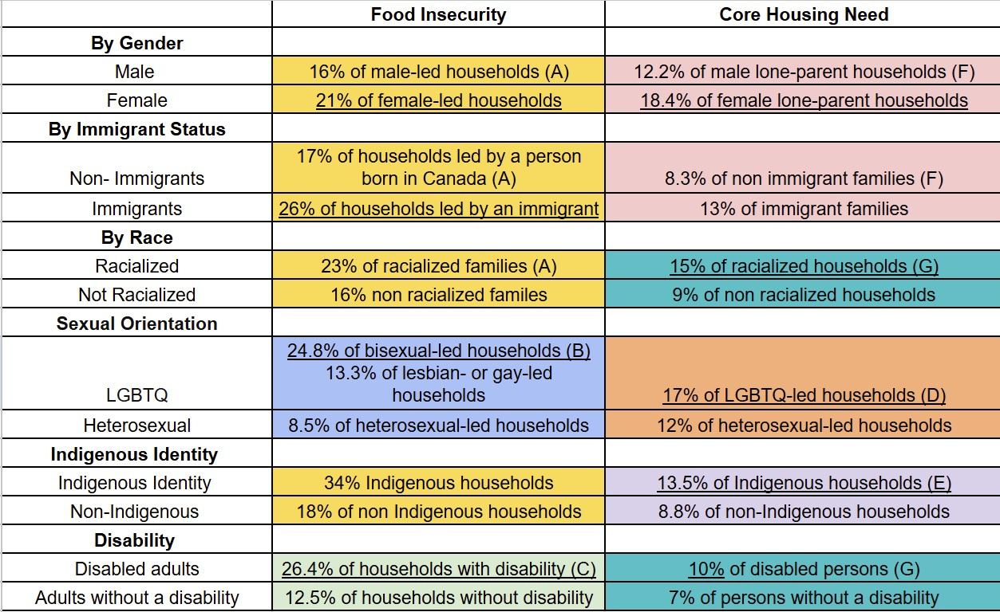 Food Insecurity Core Housing Need
By Gender
Male 16% of male-led households (A) 12.2% of male lone-parent households (F)
Female 21% of female-led households 18.4% of female lone-parent households
By Immigrant Status
17% of households led by a person
Non- Immigrants born in Canada (A) 8.3% of non immigrant families (F)
Immigrants 26% of households led by an immigrant 13% of immigrant families
By Race
Racialized 23% of racialized families (A) 15% of racialized households (G)
Not Racialized 16% non racialized familes 9% of non racialized households
Sexual Orientation
24.8% of bisexual-led households (B)
13.3% of lesbian- or gay-led
LGBTQ households 17% of LGBTQ-led households (D)
Heterosexual 8.5% of heterosexual-led households 12% of heterosexual-led households
Indigenous Identity
Indigenous Identity 34% Indigenous households 13.5% of Indigenous households (E)
Non-Indigenous 18% of non Indigenous households 8.8% of non-Indigenous households
Disability
Disabled adults 26.4% of households with disability (C) 10% of disabled persons (G)
Adults without a disability 12.5% of households without disability 7% of persons without a disability